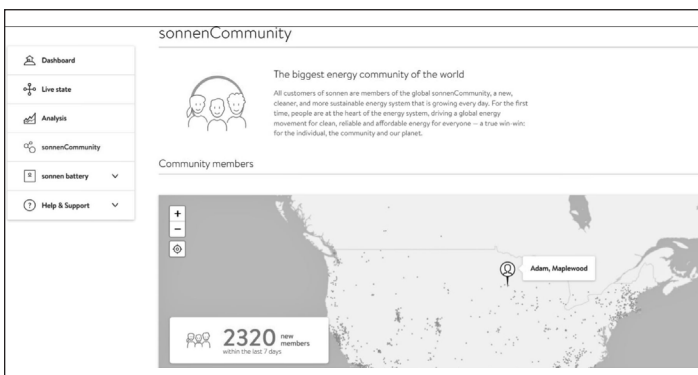 sonnenCommunity
Dashboard
Live state
Analysis
sonnenCommunity
sonnen battery
Help & Support
The biggest energy community of the world
All customers of sonnen are members of the global sonnenCommunity, a new,
cleaner, and more sustainable energy system that is growing every day. For the first
time, people are at the heart of the energy system, driving a global energy
movement for clean, reliable and affordable energy for everyone — a true win-win:
for the individual, the community and our planet.
Community members
+
−
Adam, Maplewood
2320 new
members
within the last 7 days